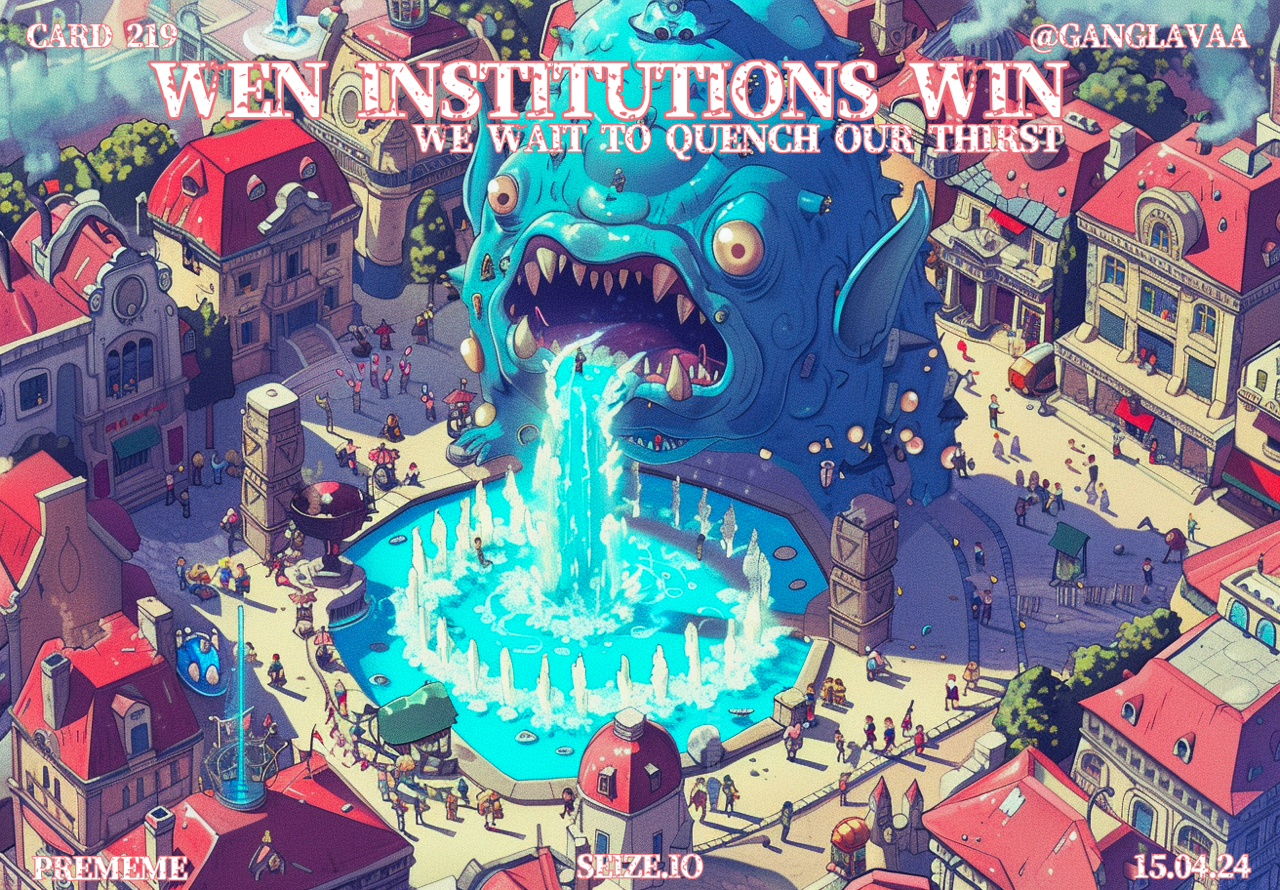 CARD 219
@GANGLAVAA
WEN INSTITUTIONS WIN
WE WAIT TO QUENCH OUR THIRST
PREMEME
SEIZE.IO
15.04.24